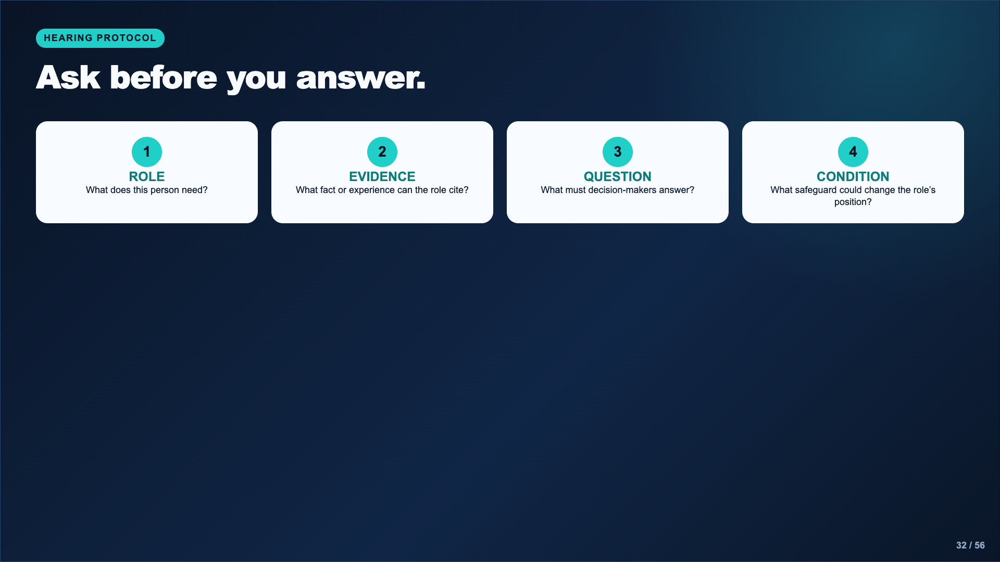 HEARING PROTOCOL
Ask before you answer.
1
ROLE
What does this person need?
2
EVIDENCE
What fact or experience can the role cite?
3
QUESTION
What must decision-makers answer?
4
CONDITION
What safeguard could change the role’s
position?
32 / 56